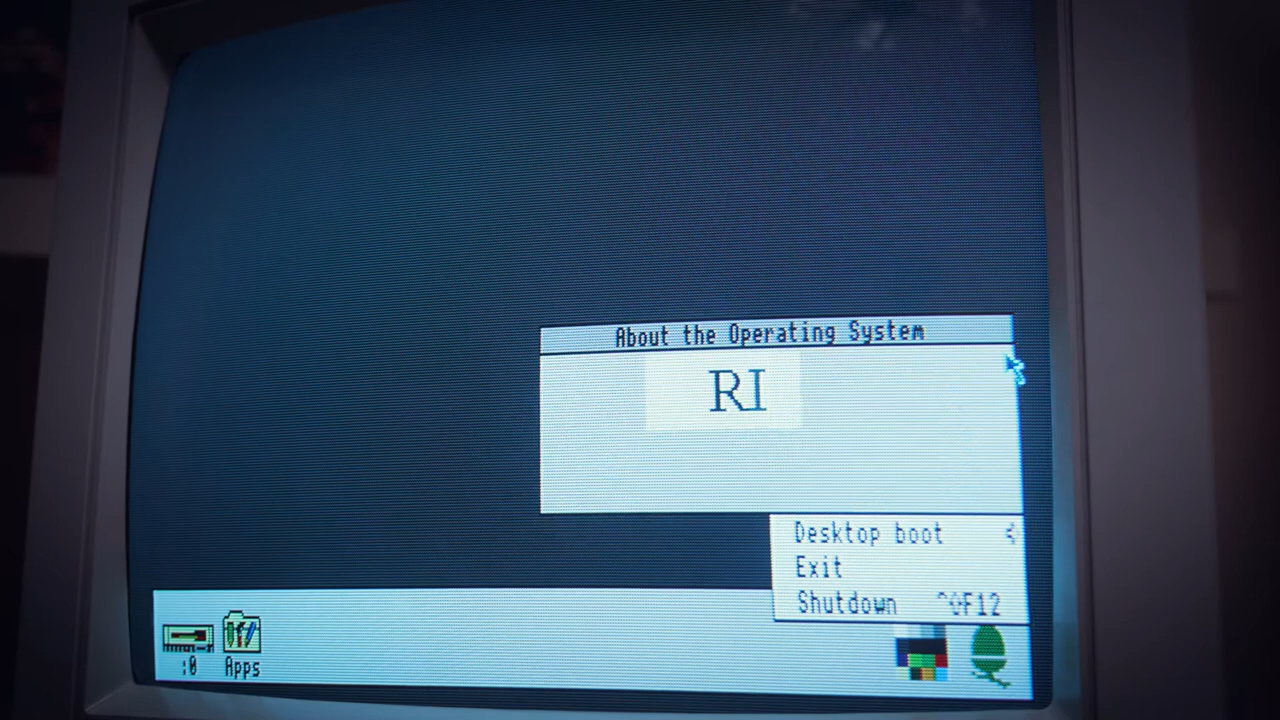 About the Operating System
RI
Desktop boot
Exit
Shutdown ^⇧F12
:0 Apps